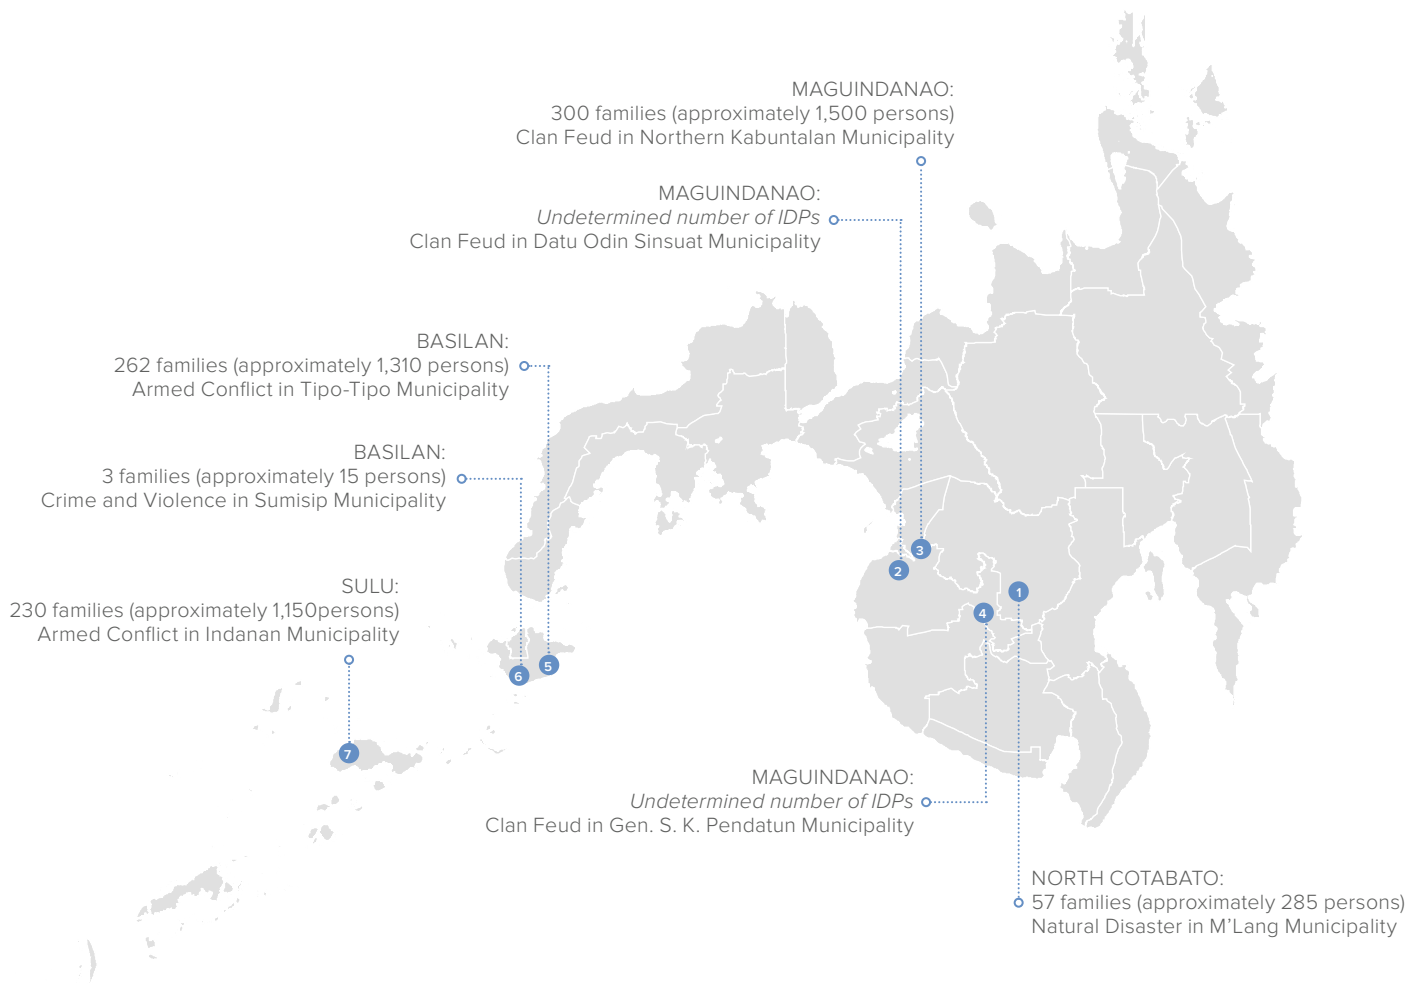 MAGUINDANAO:
300 families (approximately 1,500 persons)
Clan Feud in Northern Kabuntalan Municipality
MAGUINDANAO:
Undetermined number of IDPs
Clan Feud in Datu Odin Sinsuat Municipality
BASILAN:
262 families (approximately 1,310 persons)
Armed Conflict in Tipo-Tipo Municipality
BASILAN:
3 families (approximately 15 persons)
Crime and Violence in Sumisip Municipality
SULU:
230 families (approximately 1,150persons)
Armed Conflict in Indanan Municipality
3
2
1
4
5
6
7
MAGUINDANAO:
Undetermined number of IDPs
Clan Feud in Gen. S. K. Pendatun Municipality
NORTH COTABATO:
57 families (approximately 285 persons)
Natural Disaster in M'Lang Municipality